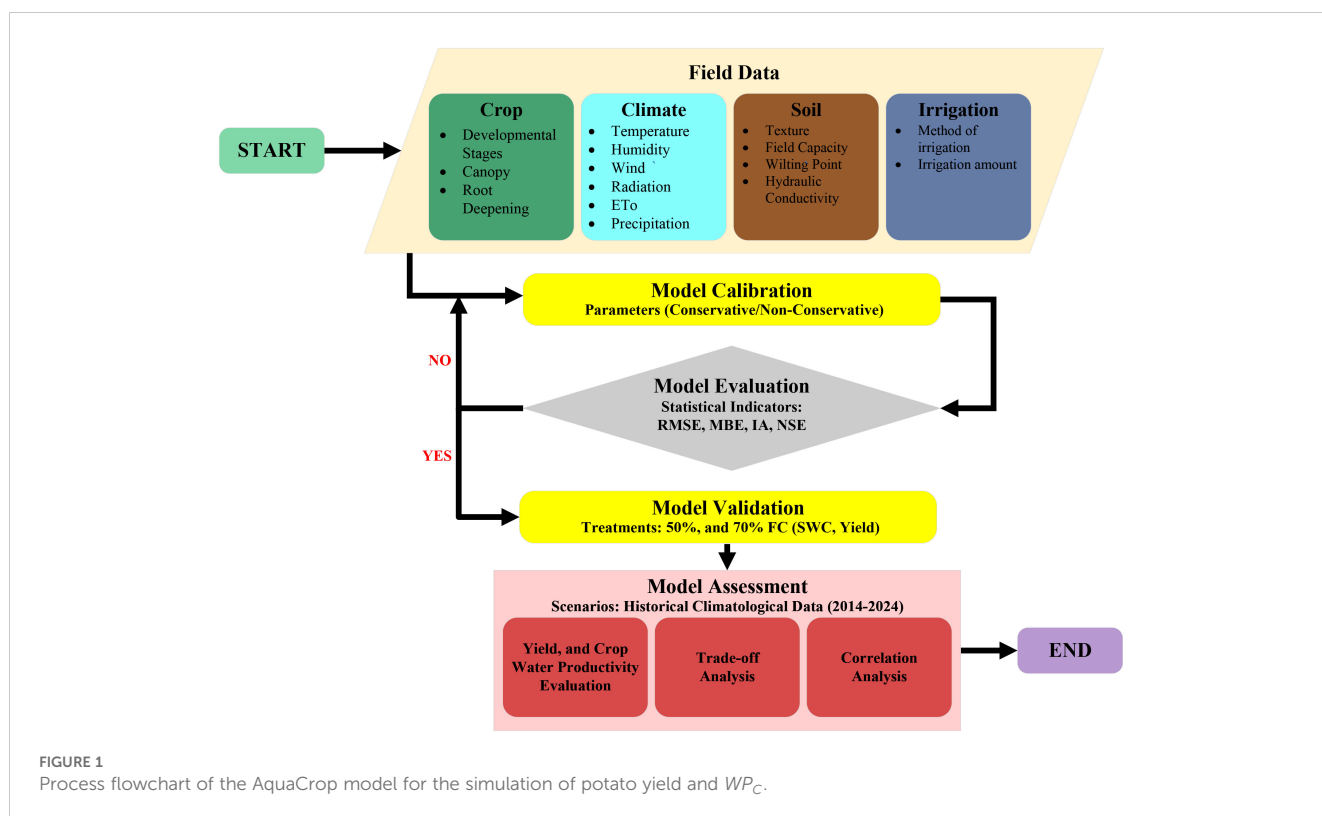 Field Data
START
Crop
• Developmental
Stages
• Canopy
• Root
Deepening
Climate
• Temperature
• Humidity
• Wind `
• Radiation
• ETo
• Precipitation
Soil
• Texture
• Field Capacity
• Wilting Point
• Hydraulic
Conductivity
Irrigation
• Method of
irrigation
• Irrigation amount
Model Calibration
Parameters (Conservative/Non-Conservative)
NO
Model Evaluation
Statistical Indicators:
RMSE, MBE, IA, NSE
YES
Model Validation
Treatments: 50%, and 70% FC (SWC, Yield)
Model Assessment
Scenarios: Historical Climatological Data (2014-2024)
Yield, and Crop
Water Productivity
Evaluation
Trade-off
Analysis
Correlation
Analysis
END
FIGURE 1
Process flowchart of the AquaCrop model for the simulation of potato yield and WPC.